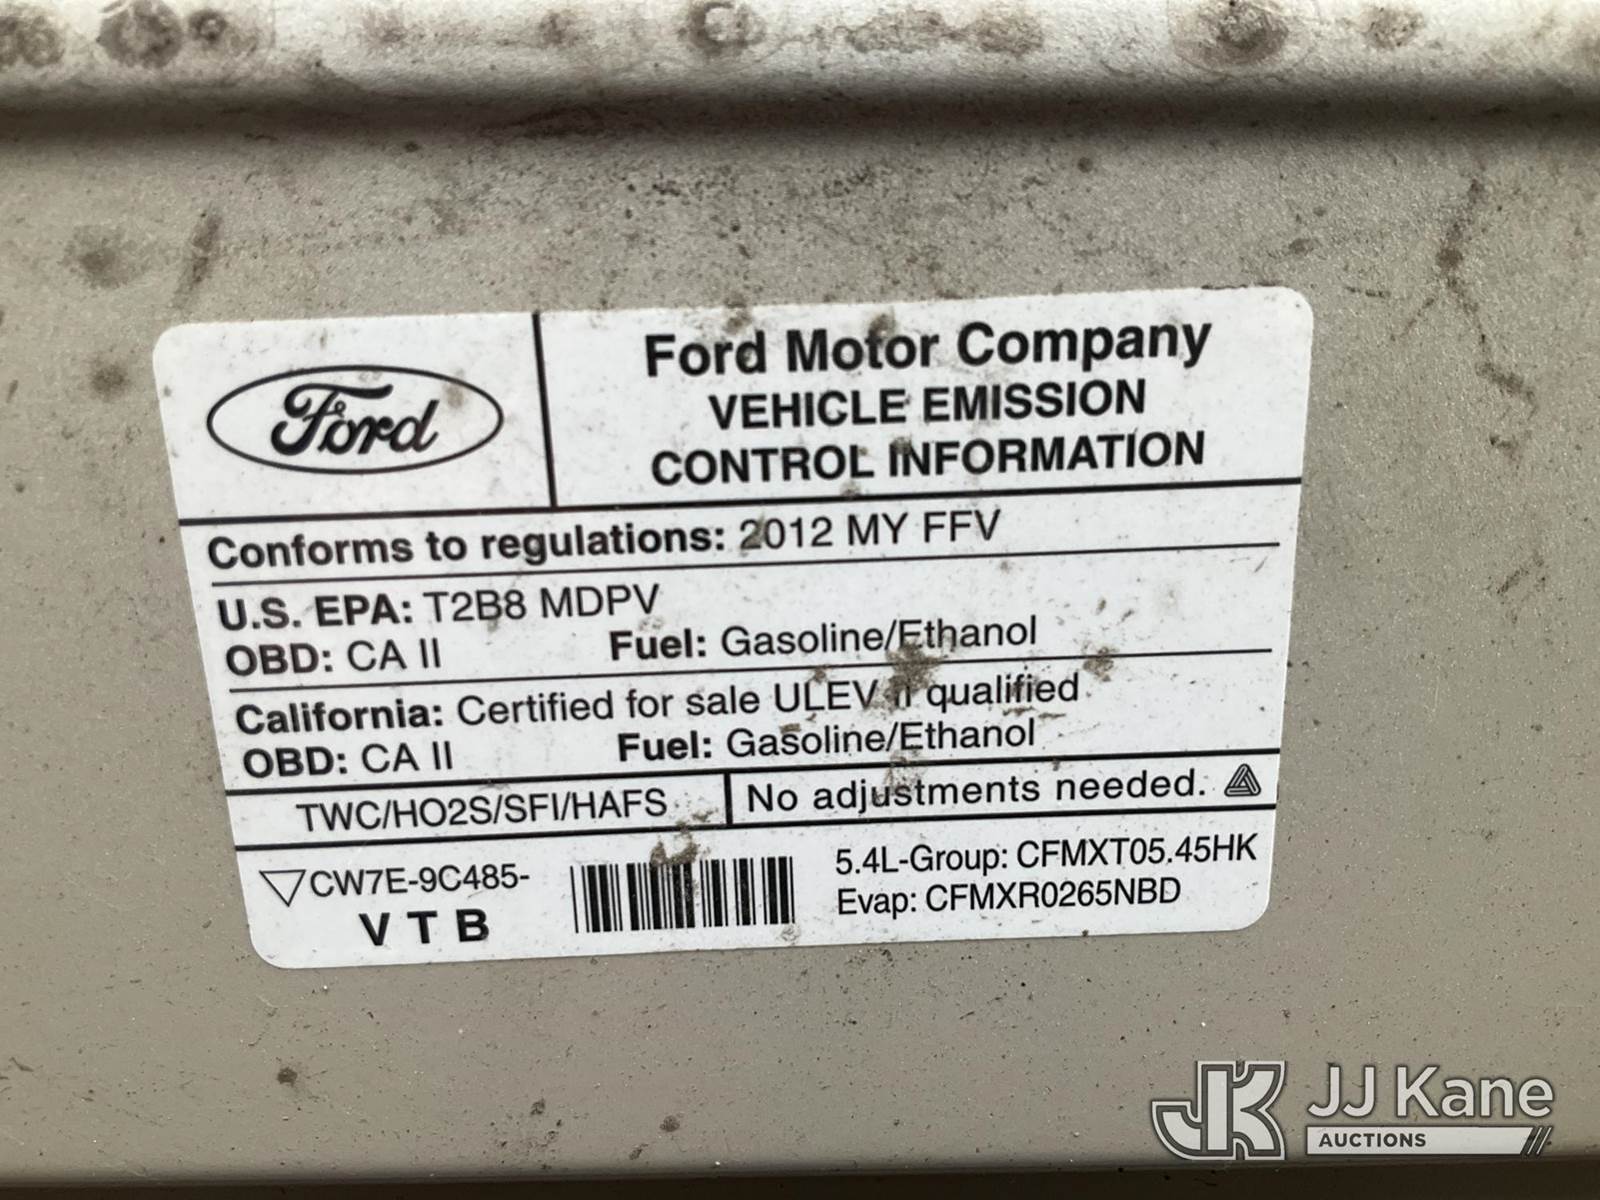 Ford
Ford Motor Company
VEHICLE EMISSION
CONTROL INFORMATION
Conforms to regulations: 2012 MY FFV
U.S. EPA: T2B8 MDPV
OBD: CA II Fuel: Gasoline/Ethanol
California: Certified for sale ULEV II qualified
OBD: CA II Fuel: Gasoline/Ethanol
TWC/HO2S/SFI/HAFS No adjustments needed.
CW7E-9C485-
V T B
5.4L-Group: CFMXT05.45HK
Evap: CFMXR0265NBD
JK JJ Kane
AUCTIONS